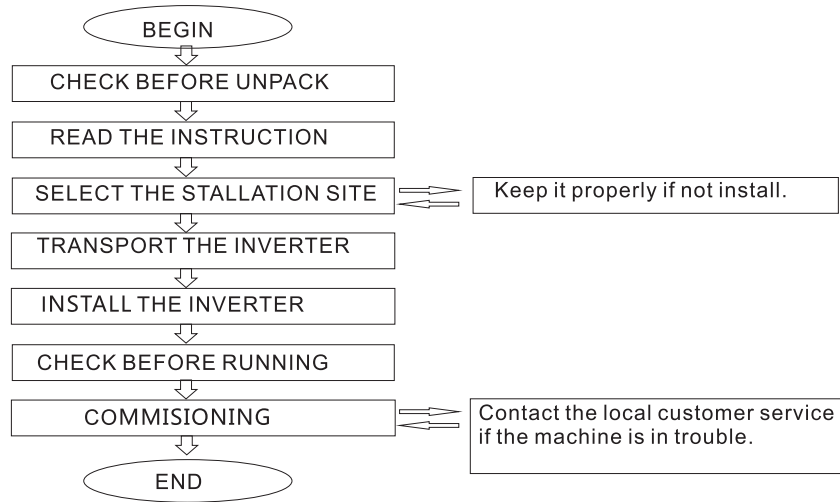 BEGIN
CHECK BEFORE UNPACK
READ THE INSTRUCTION
SELECT THE STALLATION SITE
Keep it properly if not install.
TRANSPORT THE INVERTER
INSTALL THE INVERTER
CHECK BEFORE RUNNING
COMMISIONING
Contact the local customer service
if the machine is in trouble.
END